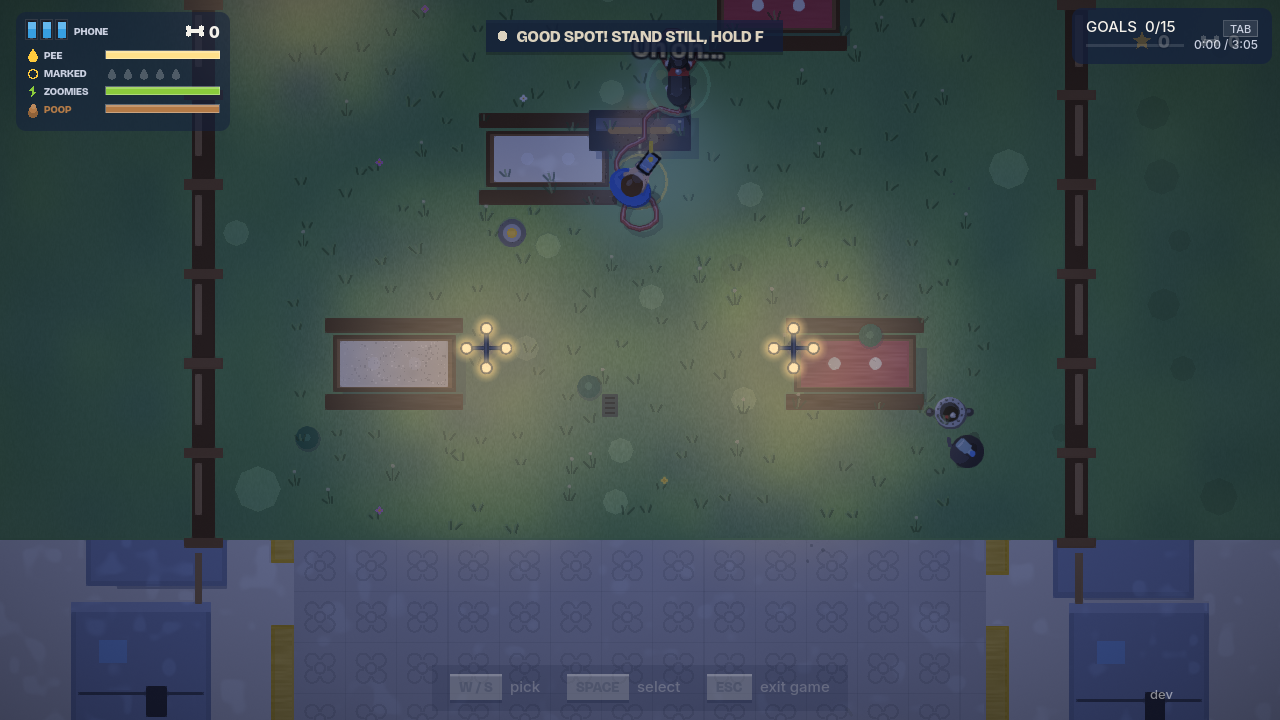 PHONE
0
PEE
MARKED
ZOOMIES
POOP
GOOD SPOT! STAND STILL, HOLD F
Uh oh...
GOALS 0/15
TAB
0
0:00 / 3:05
W / S pick SPACE select ESC exit game
dev